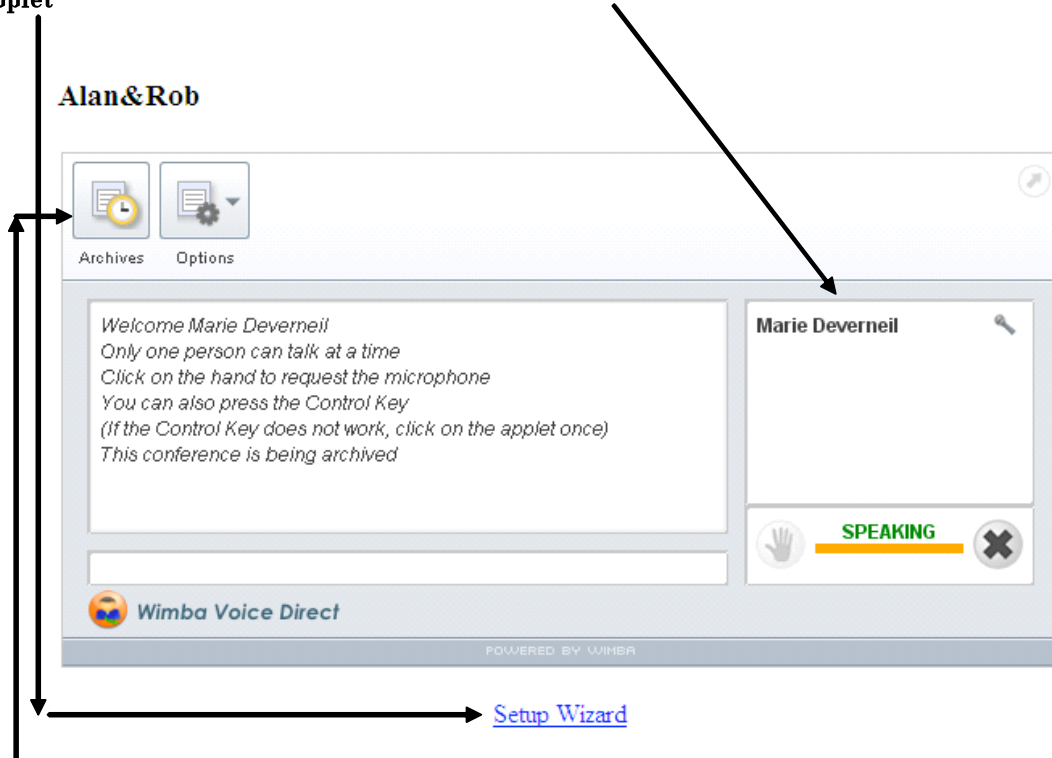 Alan&Rob
Archives
Options
Welcome Marie Deverneil
Only one person can talk at a time
Click on the hand to request the microphone
You can also press the Control Key
(If the Control Key does not work, click on the applet once)
This conference is being archived
Marie Deverneil
SPEAKING
Wimba Voice Direct
POWERED BY WIMBA
Setup Wizard